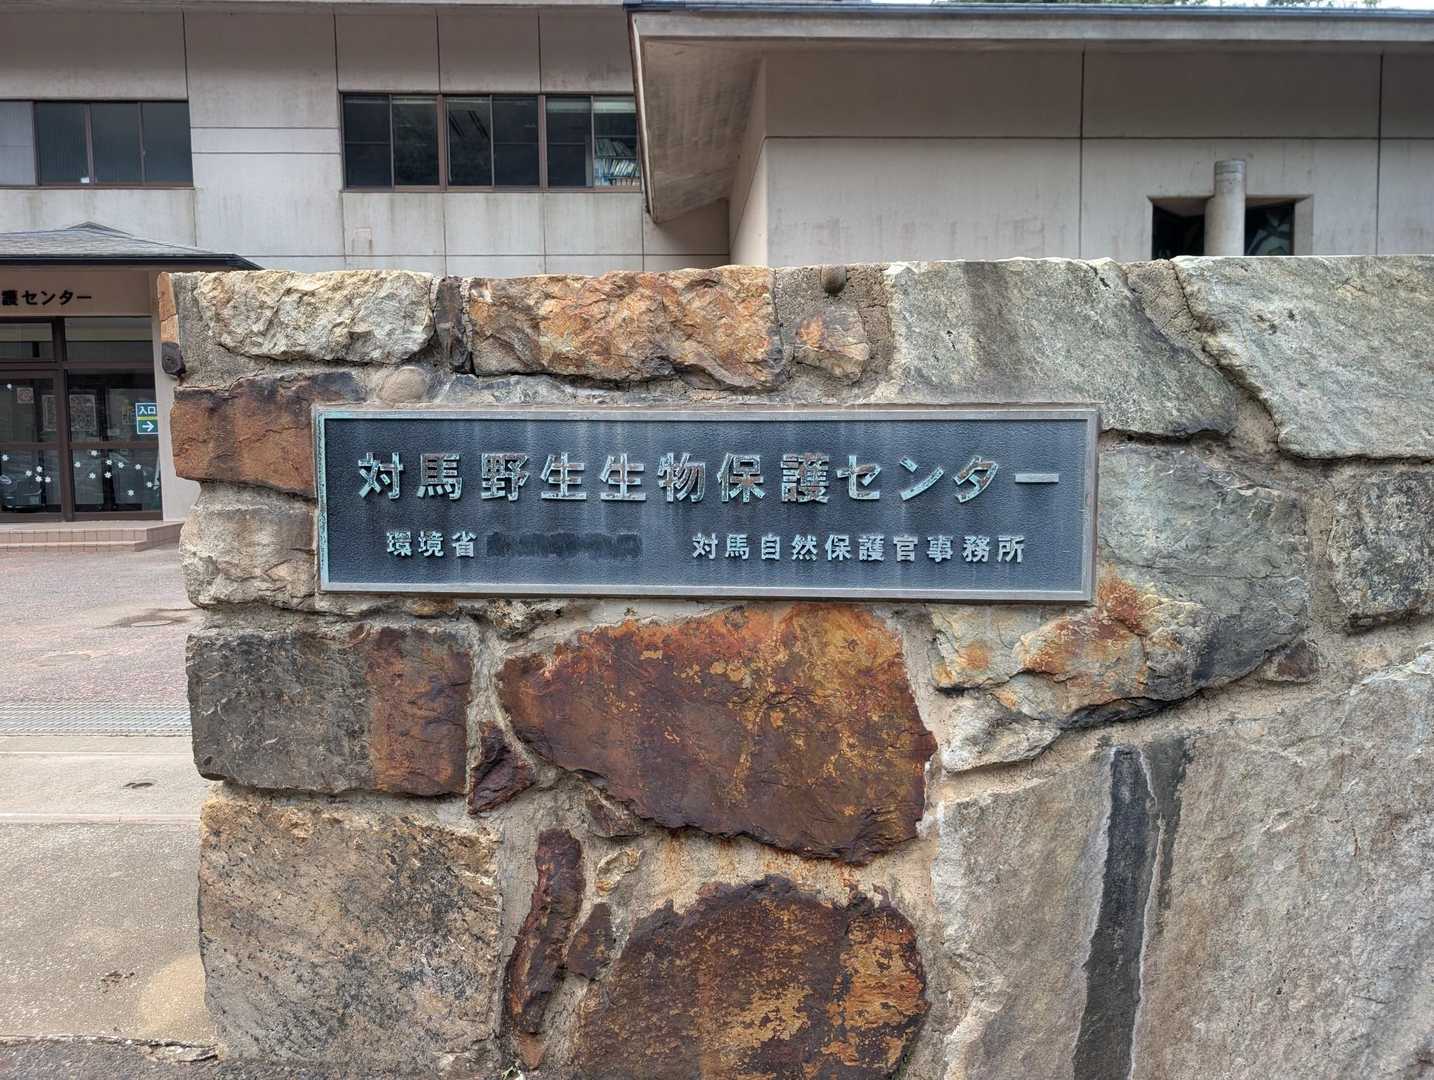 護センター
入口
対馬野生生物保護センター
環境省 対馬自然保護官事務所